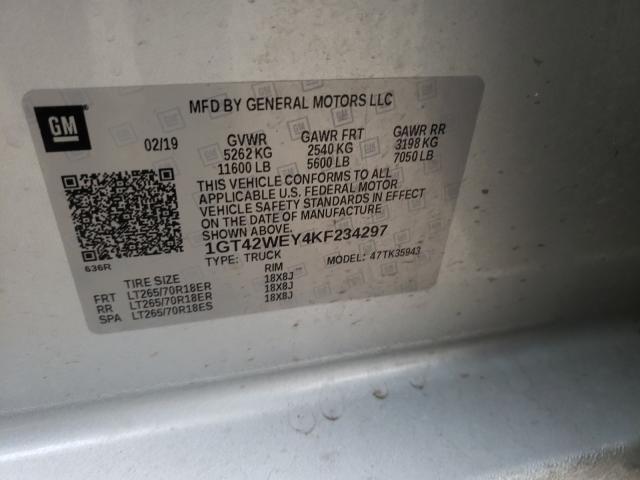 MFD BY GENERAL MOTORS LLC
GM
02/19 GVWR GAWR FRT GAWR RR
5262 KG 2540 KG 3198 KG
11600 LB 5600 LB 7050 LB
THIS VEHICLE CONFORMS TO ALL
APPLICABLE U.S. FEDERAL MOTOR
VEHICLE SAFETY STANDARDS IN EFFECT
ON THE DATE OF MANUFACTURE
SHOWN ABOVE.
1GT42WEY4KF234297
636R
TYPE: TRUCK MODEL: 47TK35943
TIRE SIZE RIM
FRT LT265/70R18ER 18X8J
RR LT265/70R18ER 18X8J
SPA LT265/70R18ES 18X8J